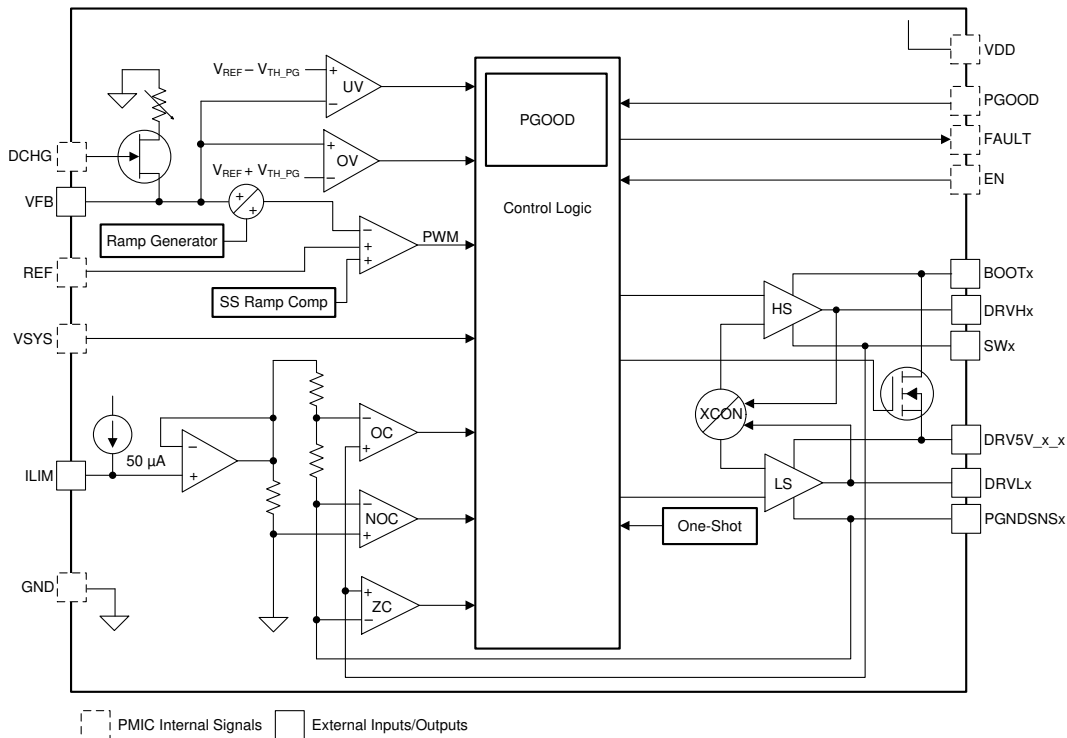 VDD
V_REF – V_TH_PG
+
UV
–
PGOOD
PGOOD
FAULT
DCHG
+
OV
V_REF + V_TH_PG
–
EN
VFB
+
+
Control Logic
Ramp Generator
–
+
+
PWM
REF
SS Ramp Comp
BOOTx
HS
DRVHx
VSYS
SWx
XCON
–
OC
+
50 µA
–
+
DRV5V_x_x
ILIM
LS
DRVLx
–
NOC
+
One-Shot
PGNDSNSx
GND
+
ZC
–
PMIC Internal Signals
External Inputs/Outputs